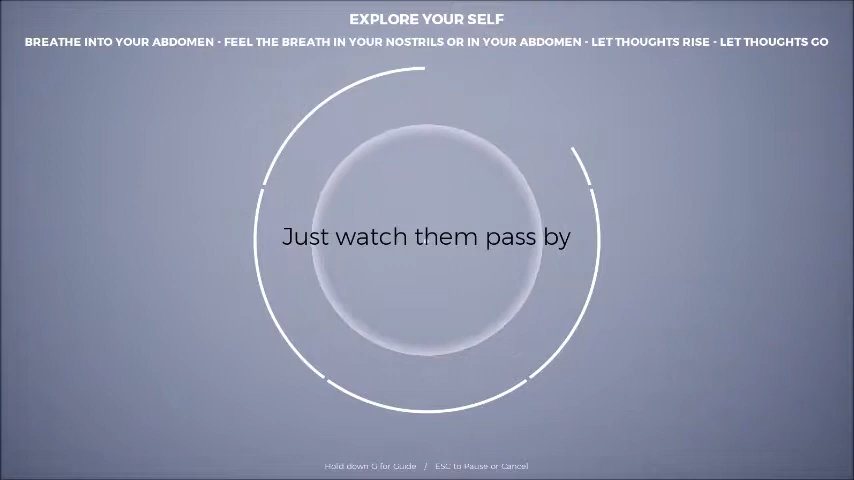 EXPLORE YOUR SELF
BREATHE INTO YOUR ABDOMEN - FEEL THE BREATH IN YOUR NOSTRILS OR IN YOUR ABDOMEN - LET THOUGHTS RISE - LET THOUGHTS GO
Just watch them pass by
Hold down G for Guide / ESC to Pause or Cancel